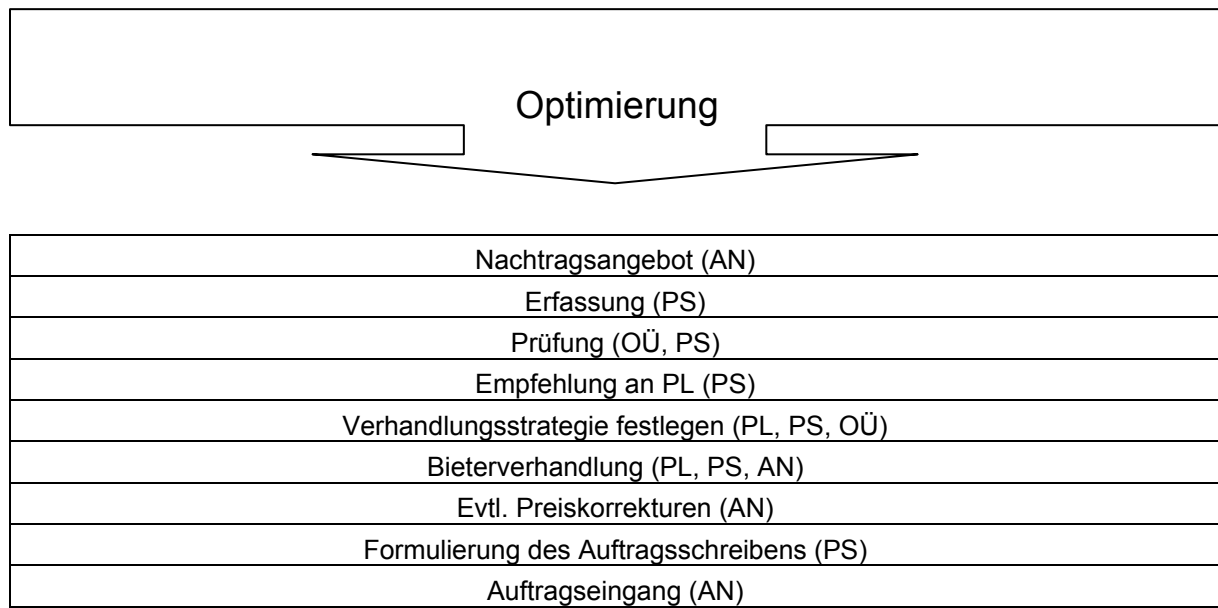 Optimierung
Nachtragsangebot (AN)
Erfassung (PS)
Prüfung (OÜ, PS)
Empfehlung an PL (PS)
Verhandlungsstrategie festlegen (PL, PS, OÜ)
Bieterverhandlung (PL, PS, AN)
Evtl. Preiskorrekturen (AN)
Formulierung des Auftragsschreibens (PS)
Auftragseingang (AN)